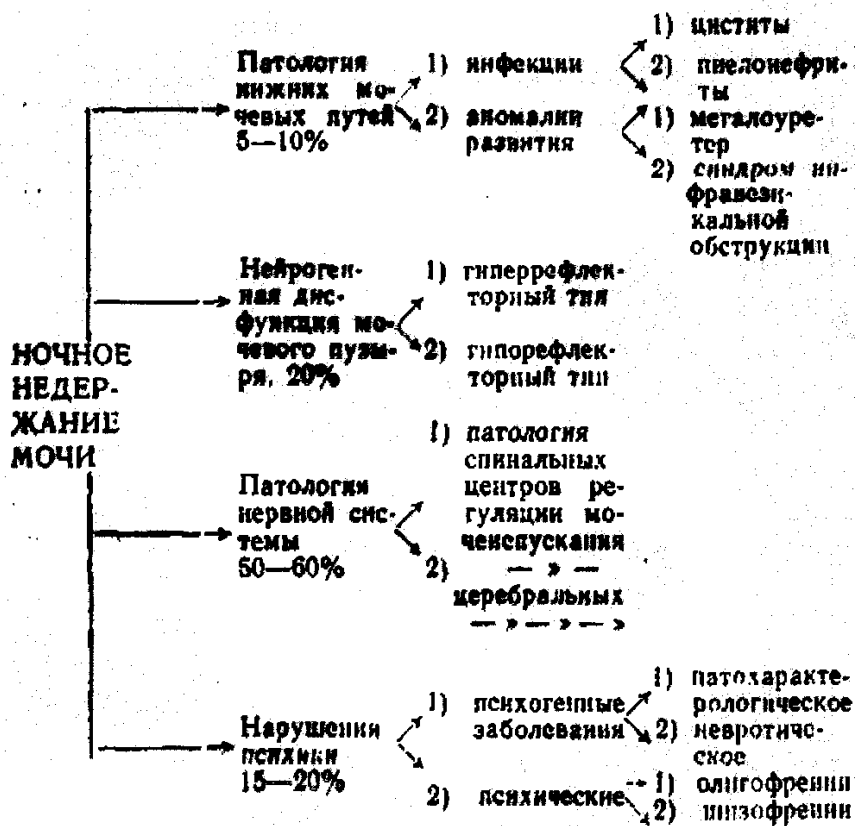 НОЧНОЕ
НЕДЕР-
ЖАНИЕ
МОЧИ
Патология
нижних мо-
чевых путей
5—10%
1) инфекции
1) циститы
2) пиелонефри-
ты
2) аномалии
развития
1) мегалоуре-
тер
2) синдром ин-
фравези-
кальной
обструкции
Нейроген-
ная дис-
функция мо-
чевого пузы-
ря, 20%
1) гиперрефлек-
торный тип
2) гипорефлек-
торный тип
Патология
нервной сис-
темы
50—60%
1) патология
спинальных
центров ре-
гуляции мо-
чеиспускания
2) — » —
церебральных
— » — » — »
Нарушения
психики
15—20%
1) психогенные
заболевания
1) патохаракте-
рологическое
2) невротиче-
ское
2) психические
1) олигофрении
2) шизофрении